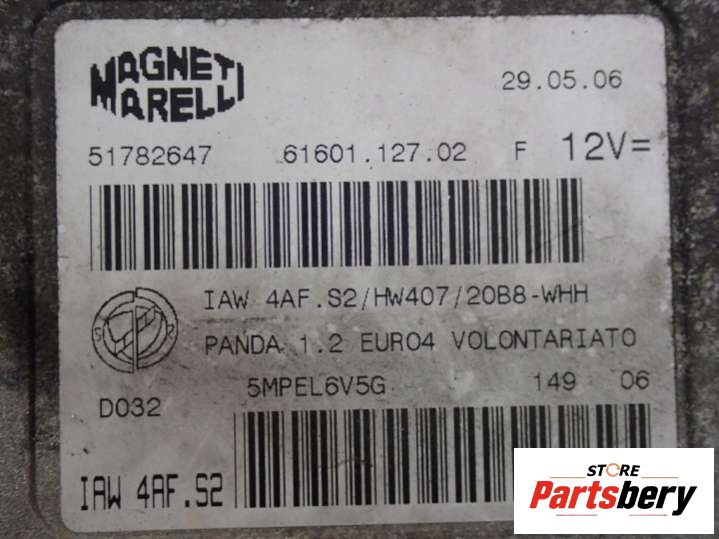 MAGNETI
MARELLI
29.05.06
51782647 61601.127.02 F 12V=
IAW 4AF.S2/HW407/20B8-WHH
PANDA 1.2 EURO4 VOLONTARIATO
5MPEL6V5G 149 06
D032
IAW 4AF.S2
STORE
Partsbery